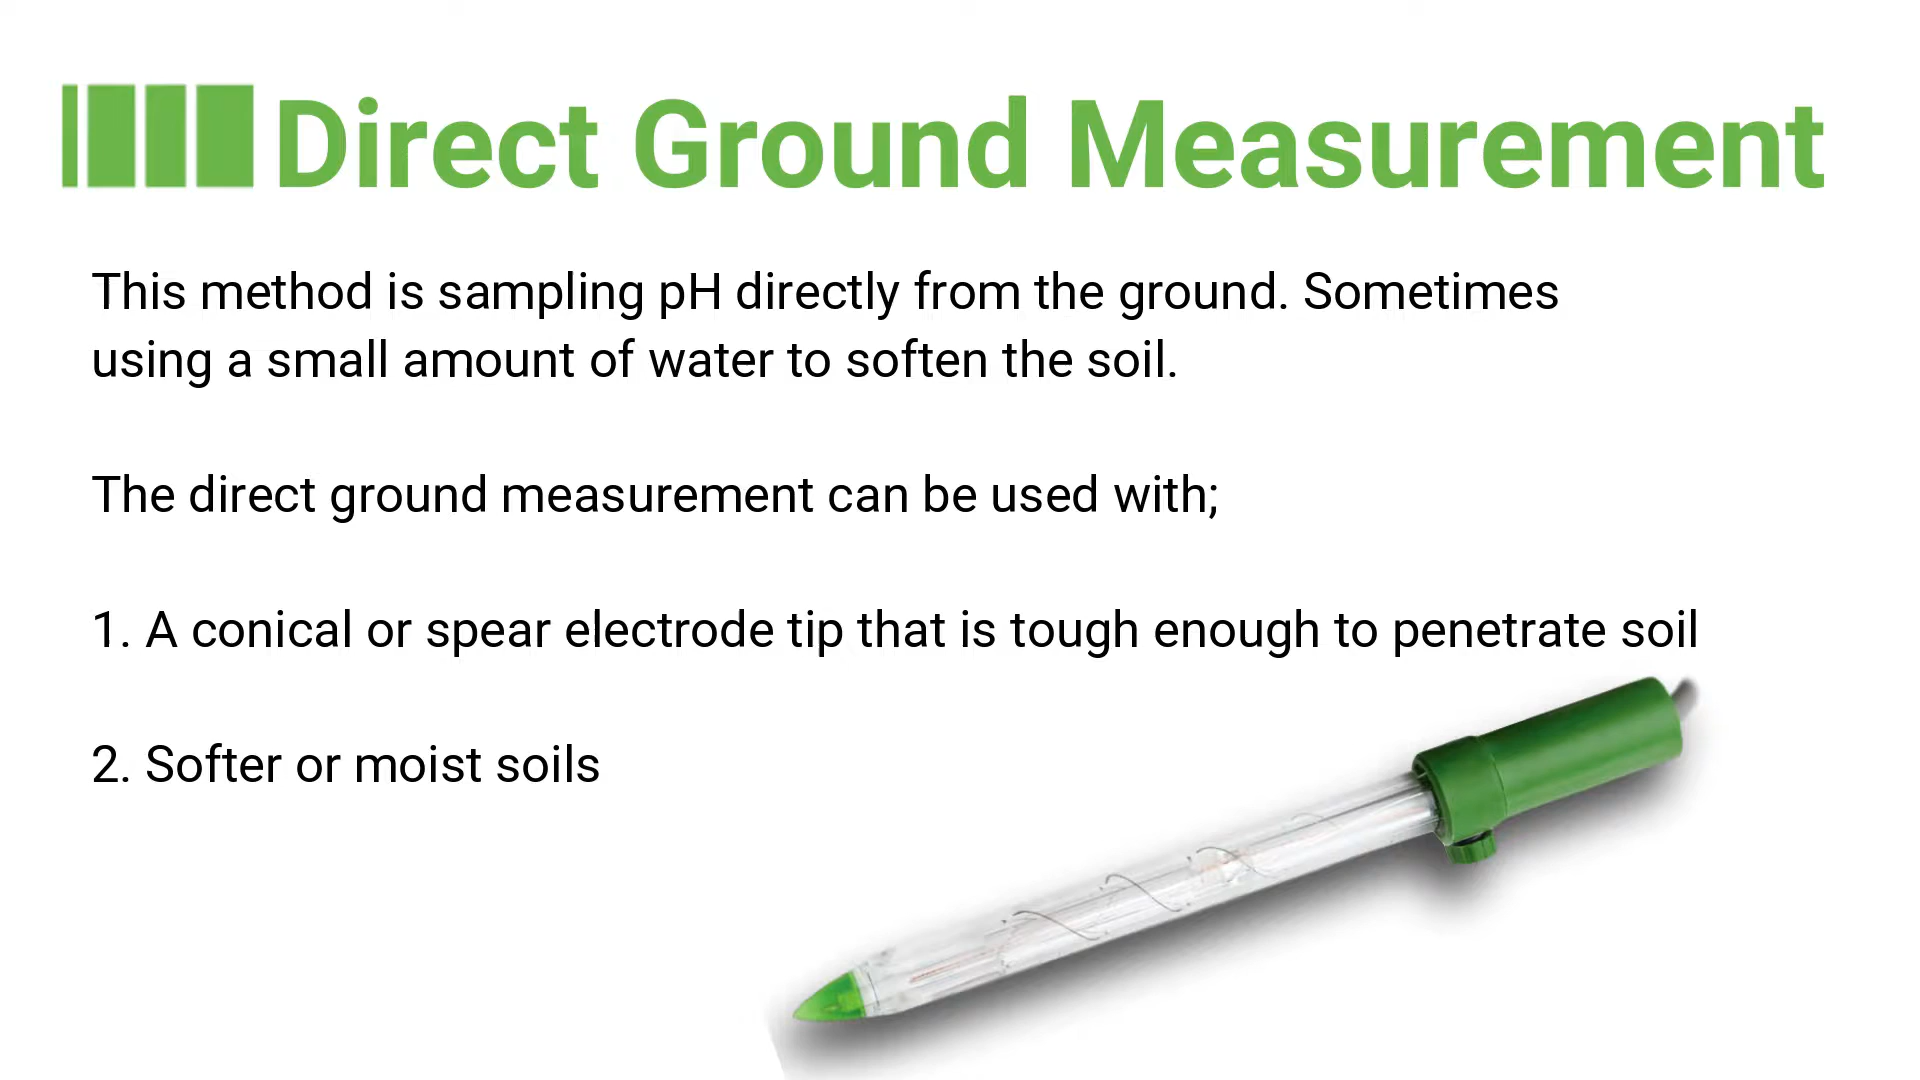 Direct Ground Measurement
This method is sampling pH directly from the ground. Sometimes
using a small amount of water to soften the soil.
The direct ground measurement can be used with;
1. A conical or spear electrode tip that is tough enough to penetrate soil
2. Softer or moist soils